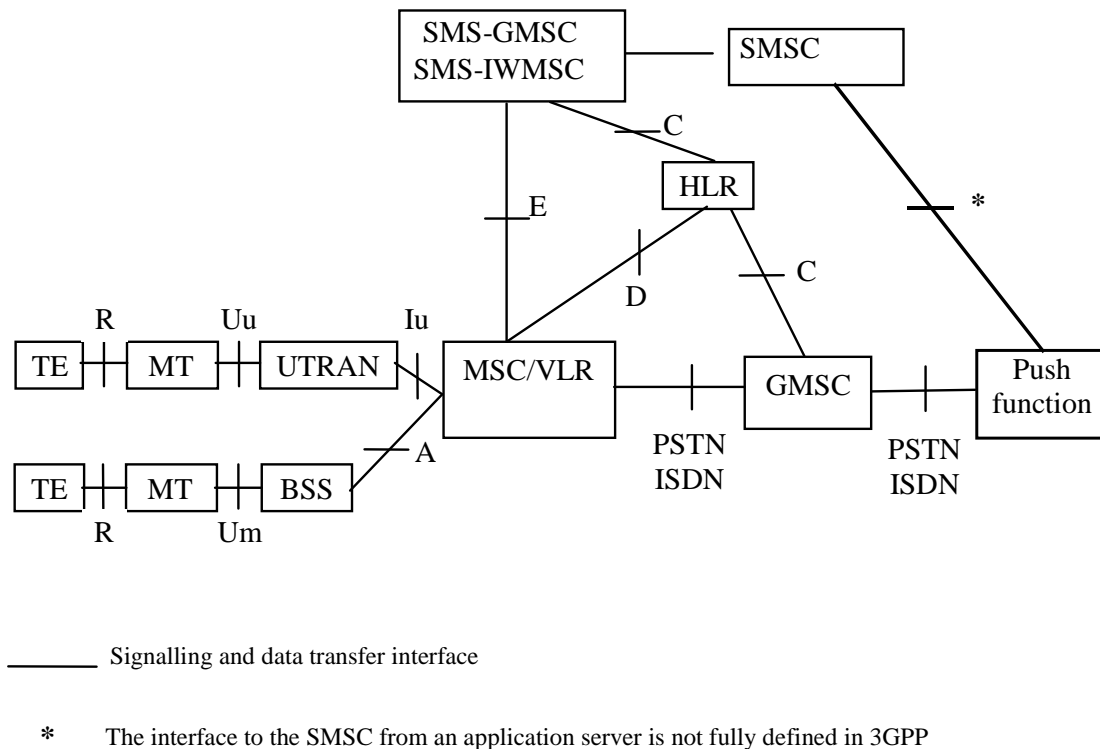 SMS-GMSC
SMS-IWMSC
SMSC
C
HLR
E
*
D
C
R
Uu
Iu
TE
MT
UTRAN
MSC/VLR
GMSC
Push
function
A
PSTN
ISDN
PSTN
ISDN
TE
MT
BSS
R
Um
Signalling and data transfer interface
* The interface to the SMSC from an application server is not fully defined in 3GPP